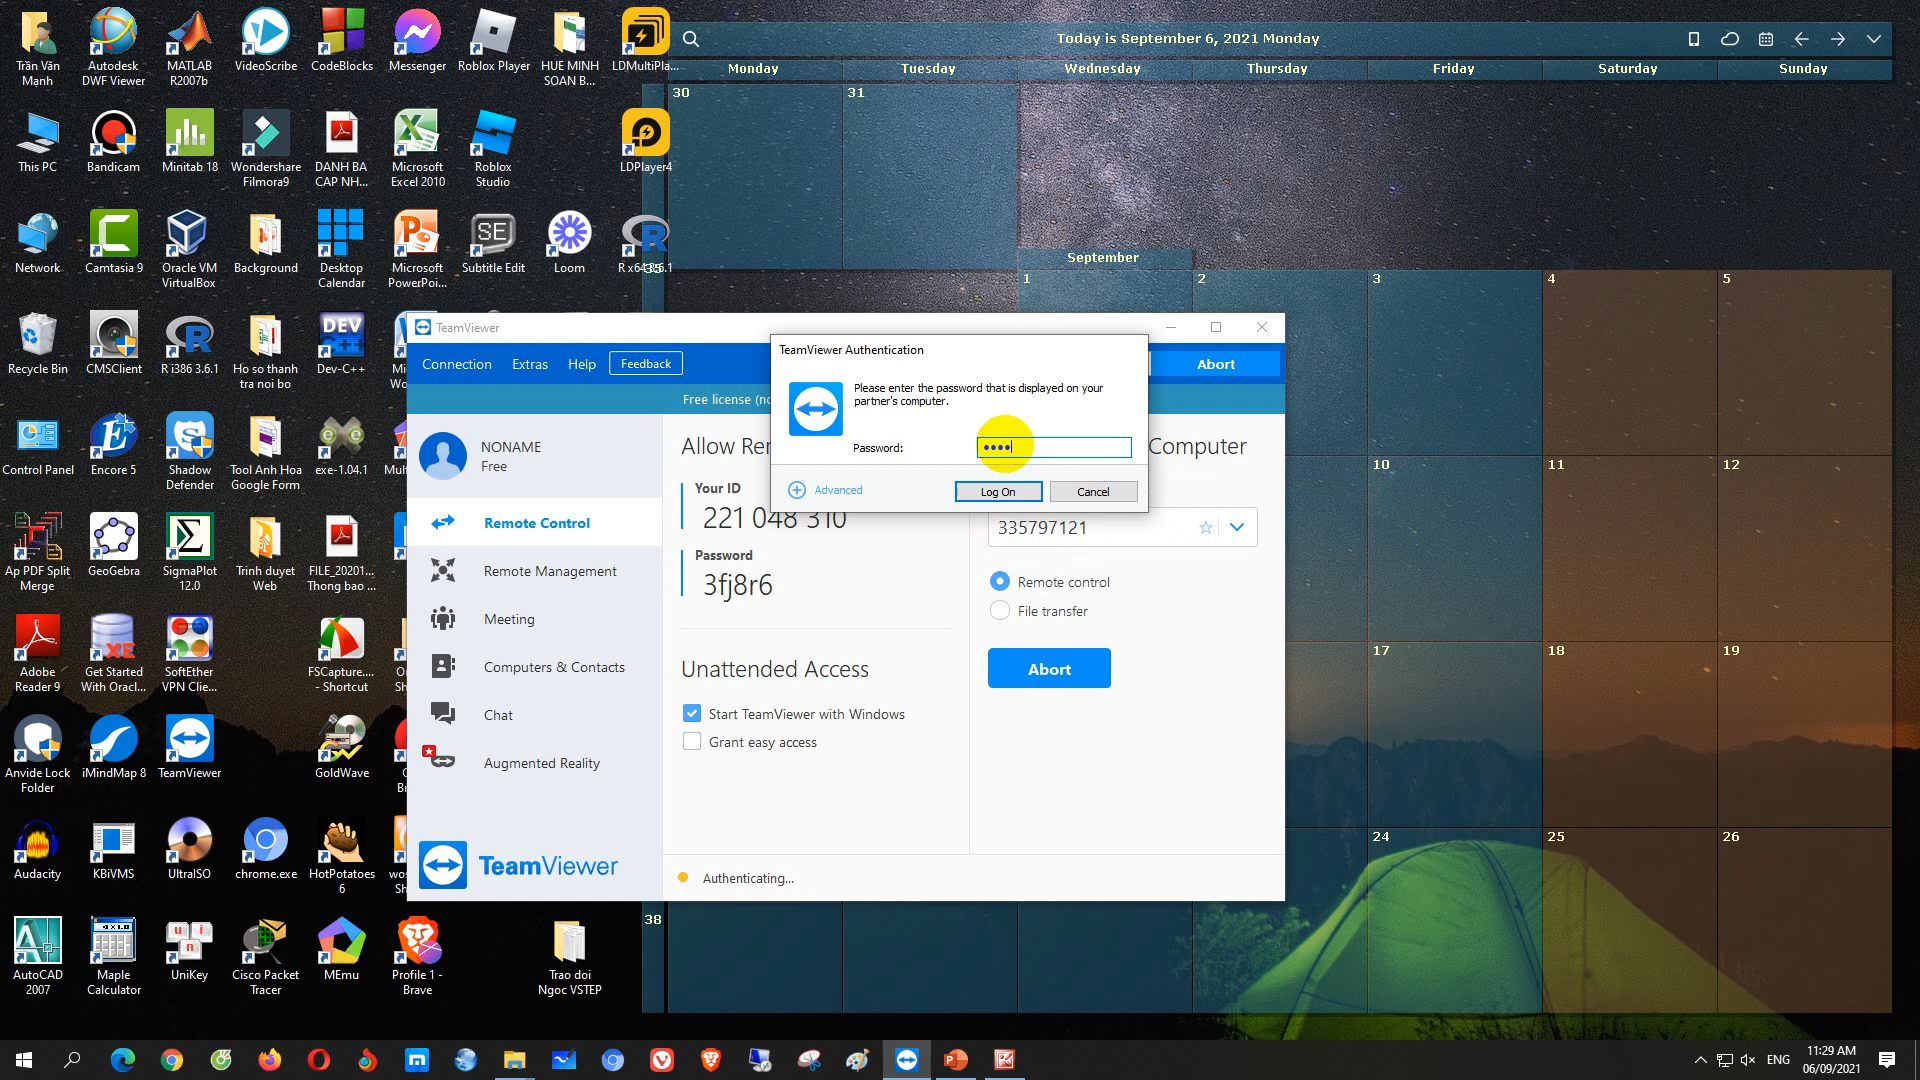 Trần Văn
Mạnh
Autodesk
DWF Viewer
MATLAB
R2007b
VideoScribe
CodeBlocks
Messenger
Roblox Player
HUE MINH
SOAN B...
LDMultiPla...
This PC
Bandicam
Minitab 18
Wondershare
Filmora9
DANH BA
CAP NH...
Microsoft
Excel 2010
Roblox
Studio
LDPlayer4
Network
Camtasia 9
Oracle VM
VirtualBox
Background
Desktop
Calendar
Microsoft
PowerPoi...
Subtitle Edit
Loom
R x64 3.6.1
Recycle Bin
CMSClient
R i386 3.6.1
Ho so thanh
tra noi bo
Dev-C++
Control Panel
Encore 5
Shadow
Defender
Tool Anh Hoa
Google Form
exe-1.04.1
Ap PDF Split
Merge
GeoGebra
SigmaPlot
12.0
Trinh duyet
Web
FILE_20201...
Thong bao ...
Adobe
Reader 9
Get Started
With Oracl...
SoftEther
VPN Clie...
FSCapture....
- Shortcut
Anvide Lock
Folder
iMindMap 8
TeamViewer
GoldWave
Audacity
KBiVMS
UltraISO
chrome.exe
HotPotatoes
6
AutoCAD
2007
Maple
Calculator
UniKey
Cisco Packet
Tracer
MEmu
Profile 1 -
Brave
Trao doi
Ngoc VSTEP
Today is September 6, 2021 Monday
Monday
Tuesday
Wednesday
Thursday
Friday
Saturday
Sunday
30
31
September
1
2
3
4
5
10
11
12
17
18
19
24
25
26
38
TeamViewer
Connection
Extras
Help
Feedback
Abort
Free license (no
NONAME
Free
Remote Control
Remote Management
Meeting
Computers & Contacts
Chat
Augmented Reality
TeamViewer
Allow Rem
Your ID
221 048 310
Password
3fj8r6
Unattended Access
Start TeamViewer with Windows
Grant easy access
Computer
335797121
Remote control
File transfer
Abort
Authenticating...
TeamViewer Authentication
Please enter the password that is displayed on your
partner's computer.
Password:
Advanced
Log On
Cancel
ENG
11:29 AM
06/09/2021